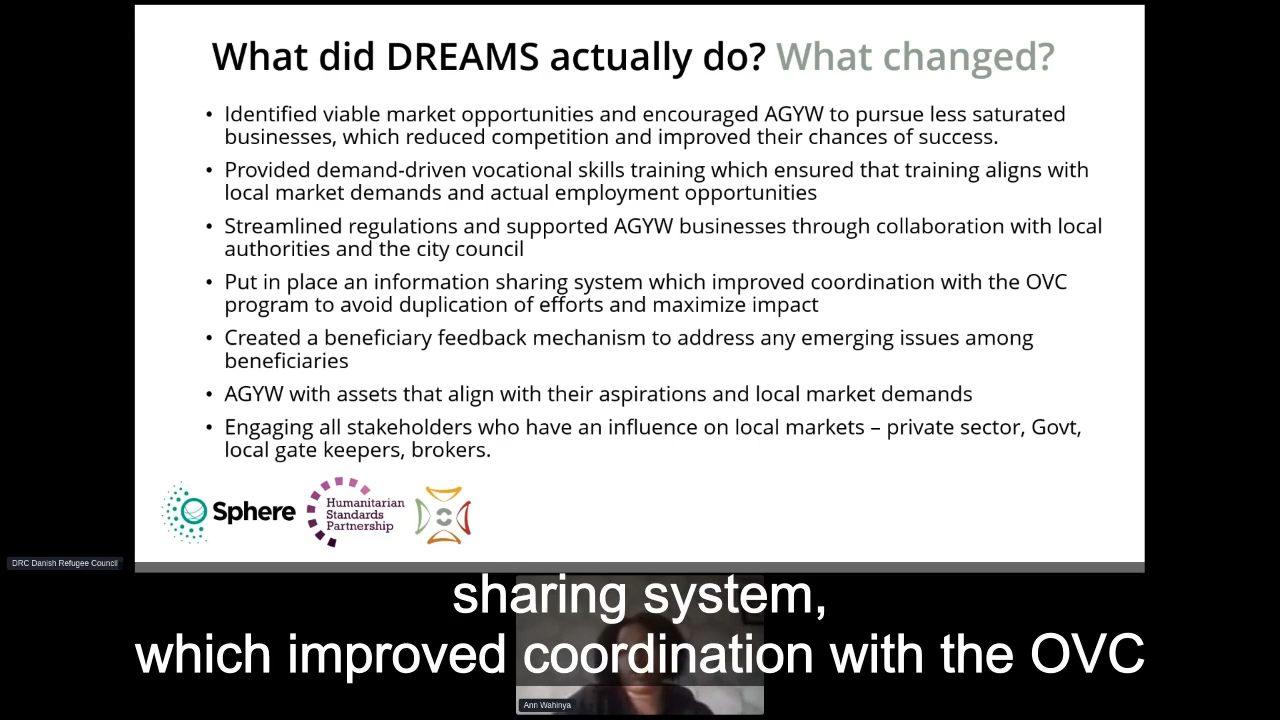 What did DREAMS actually do? What changed?
• Identified viable market opportunities and encouraged AGYW to pursue less saturated
businesses, which reduced competition and improved their chances of success.
• Provided demand-driven vocational skills training which ensured that training aligns with
local market demands and actual employment opportunities
• Streamlined regulations and supported AGYW businesses through collaboration with local
authorities and the city council
• Put in place an information sharing system which improved coordination with the OVC
program to avoid duplication of efforts and maximize impact
• Created a beneficiary feedback mechanism to address any emerging issues among
beneficiaries
• AGYW with assets that align with their aspirations and local market demands
• Engaging all stakeholders who have an influence on local markets – private sector, Govt,
local gate keepers, brokers.
Sphere
Humanitarian
Standards
Partnership
DRC Danish Refugee Council
sharing system,
which improved coordination with the OVC
Ann Wahinya